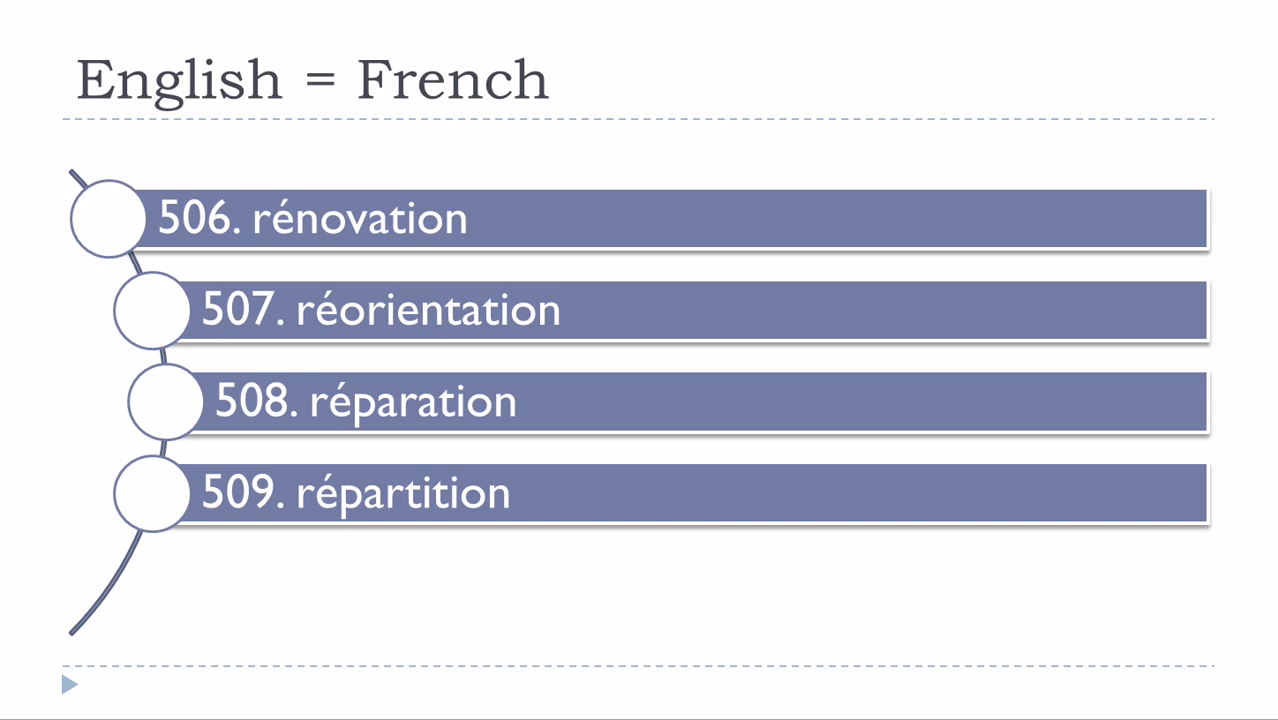 English = French
506. rénovation
507. réorientation
508. réparation
509. répartition